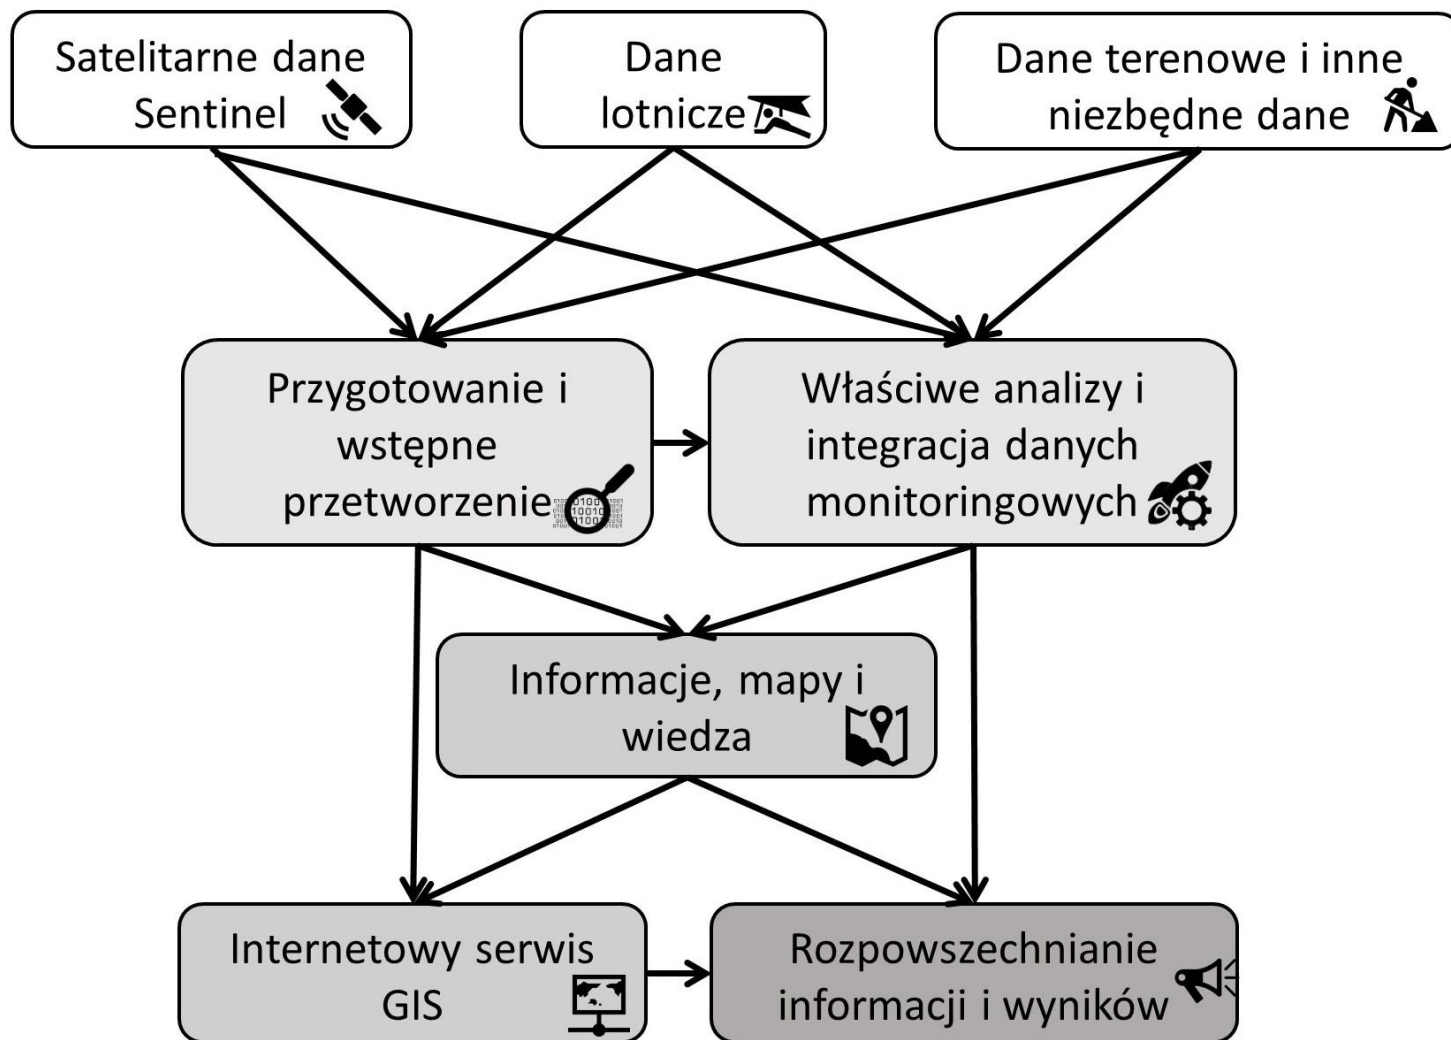 Satelitarne dane
Sentinel
Dane
lotnicze
Dane terenowe i inne
niezbędne dane
Przygotowanie i
wstępne
przetworzenie
Właściwe analizy i
integracja danych
monitoringowych
Informacje, mapy i
wiedza
Internetowy serwis
GIS
Rozpowszechnianie
informacji i wyników